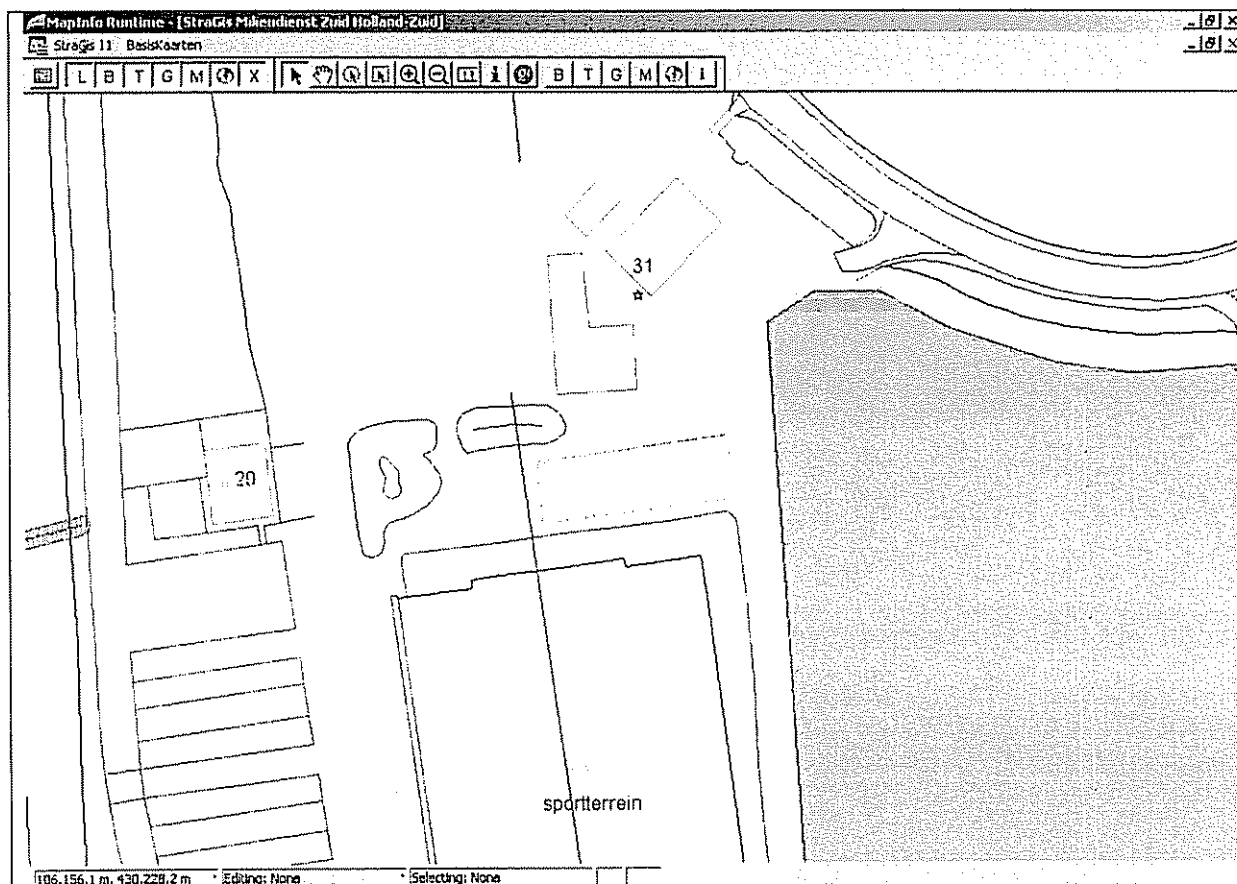 MapInfo Runtime - [StraGis Milieudienst Zuid Holland-Zuid]
StraGis 11 BasisKaarten
L B T G M X i B T G M i
31
20
sportterrein
106.156,1 m, 430.228,2 m Editing: None Selecting: None